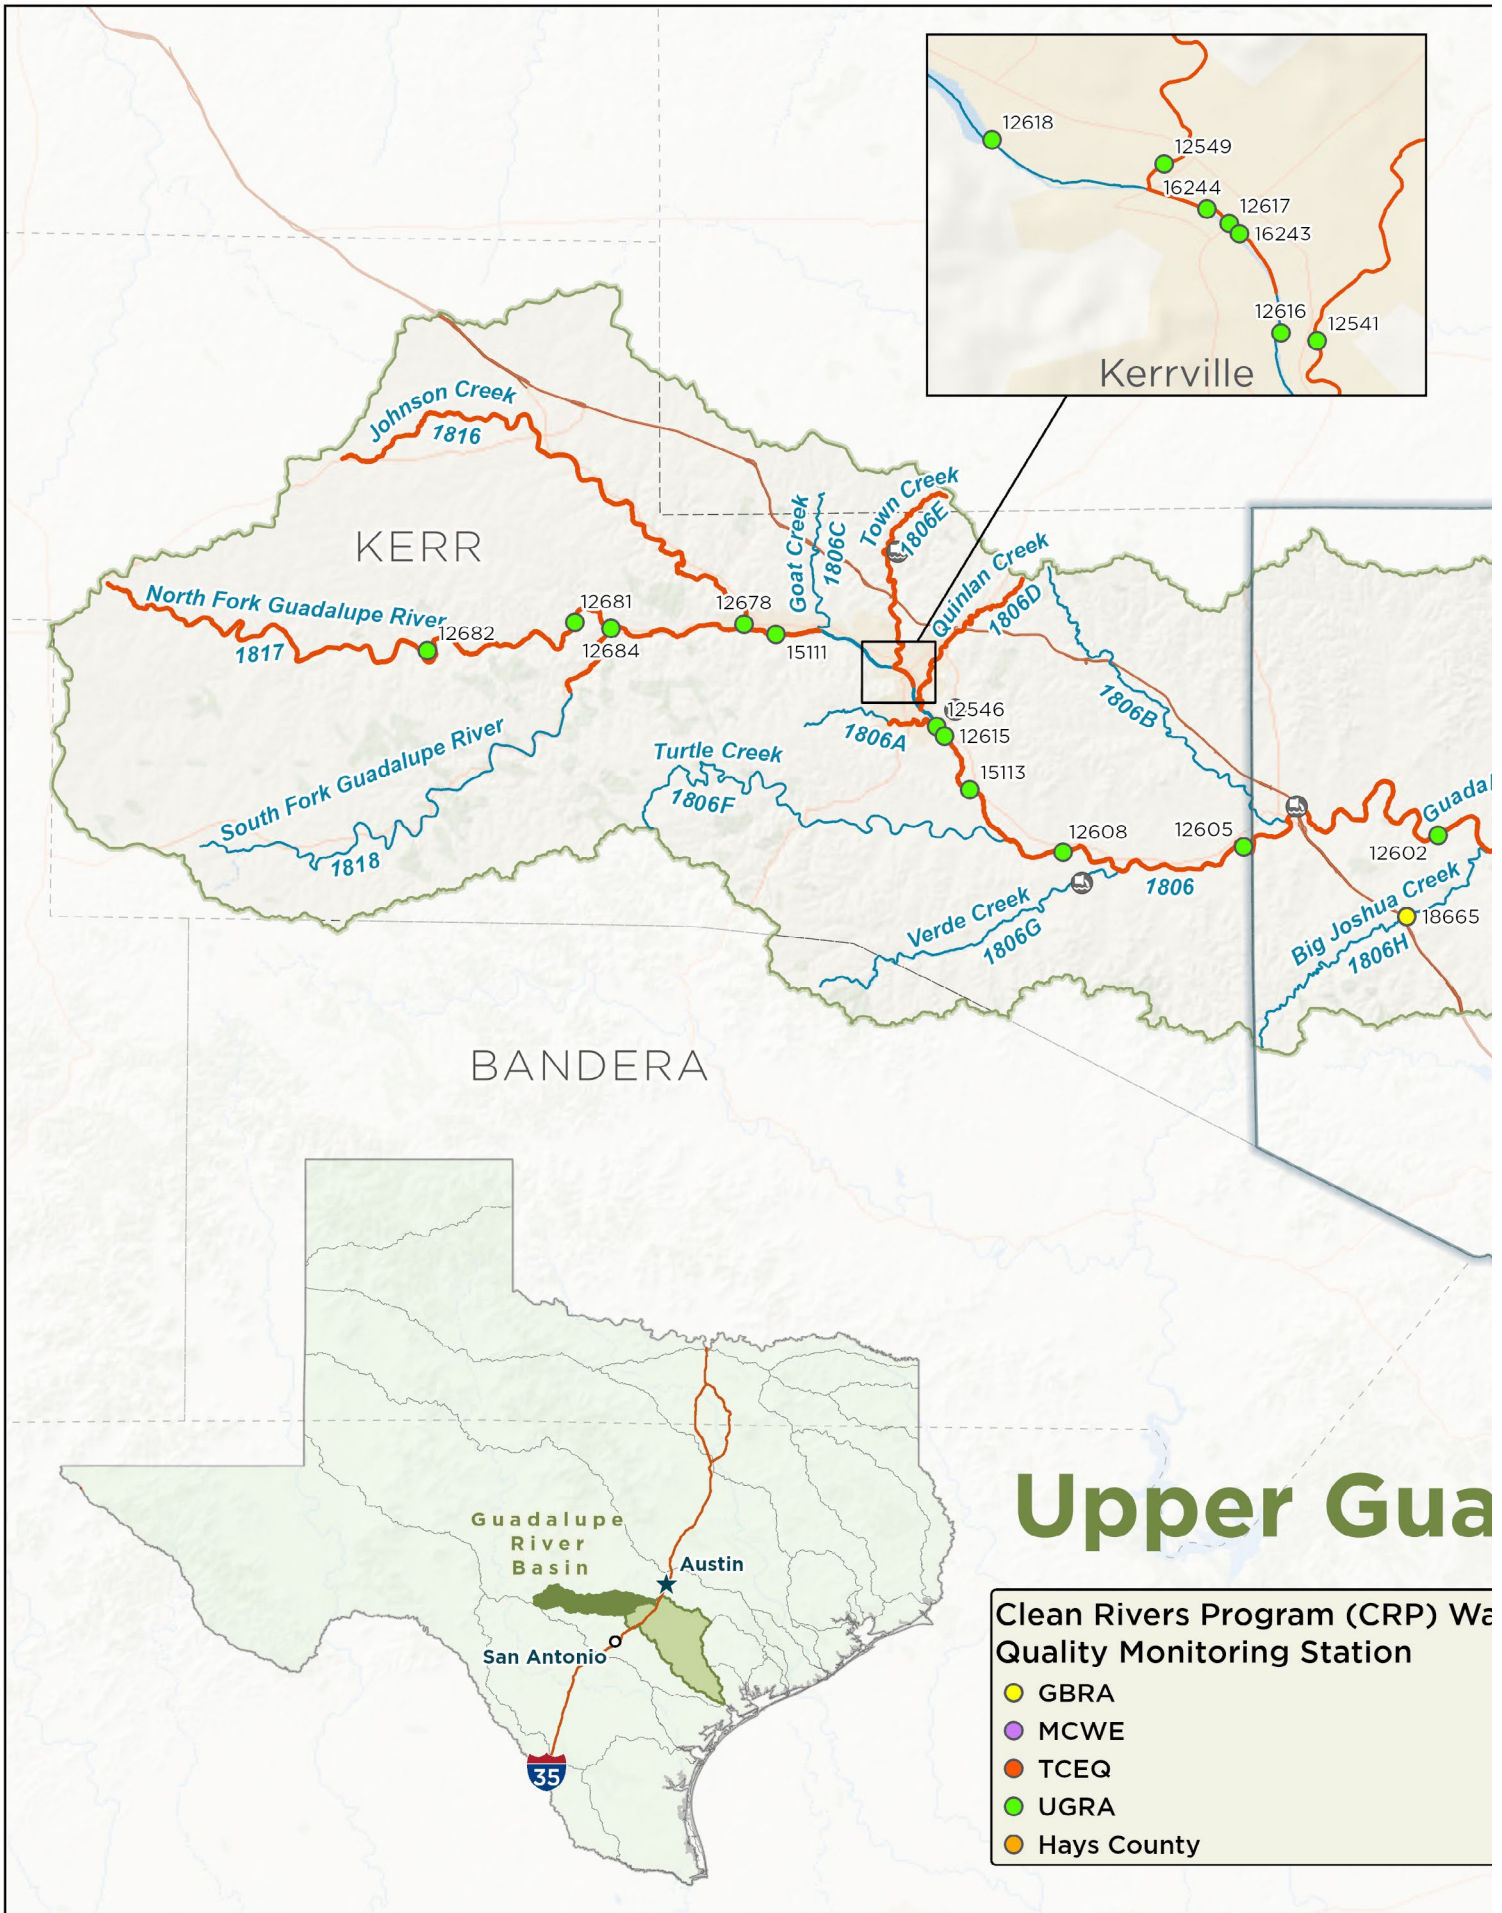 12618
12549
16244
12617
16243
12616
12541
Kerrville
Johnson Creek
1816
KERR
North Fork Guadalupe River
1817
12682
12681
12684
12678
15111
Goat Creek
1806C
Town Creek
1806E
Quinlan Creek
1806D
1806B
12546
12615
1806A
15113
Turtle Creek
1806F
South Fork Guadalupe River
1818
12608
12605
1806
Guadal
12602
Verde Creek
1806G
Big Joshua Creek
1806H
18665
BANDERA
Guadalupe
River
Basin
Austin
San Antonio
35
Upper Gua
Clean Rivers Program (CRP) Wa
Quality Monitoring Station
GBRA
MCWE
TCEQ
UGRA
Hays County